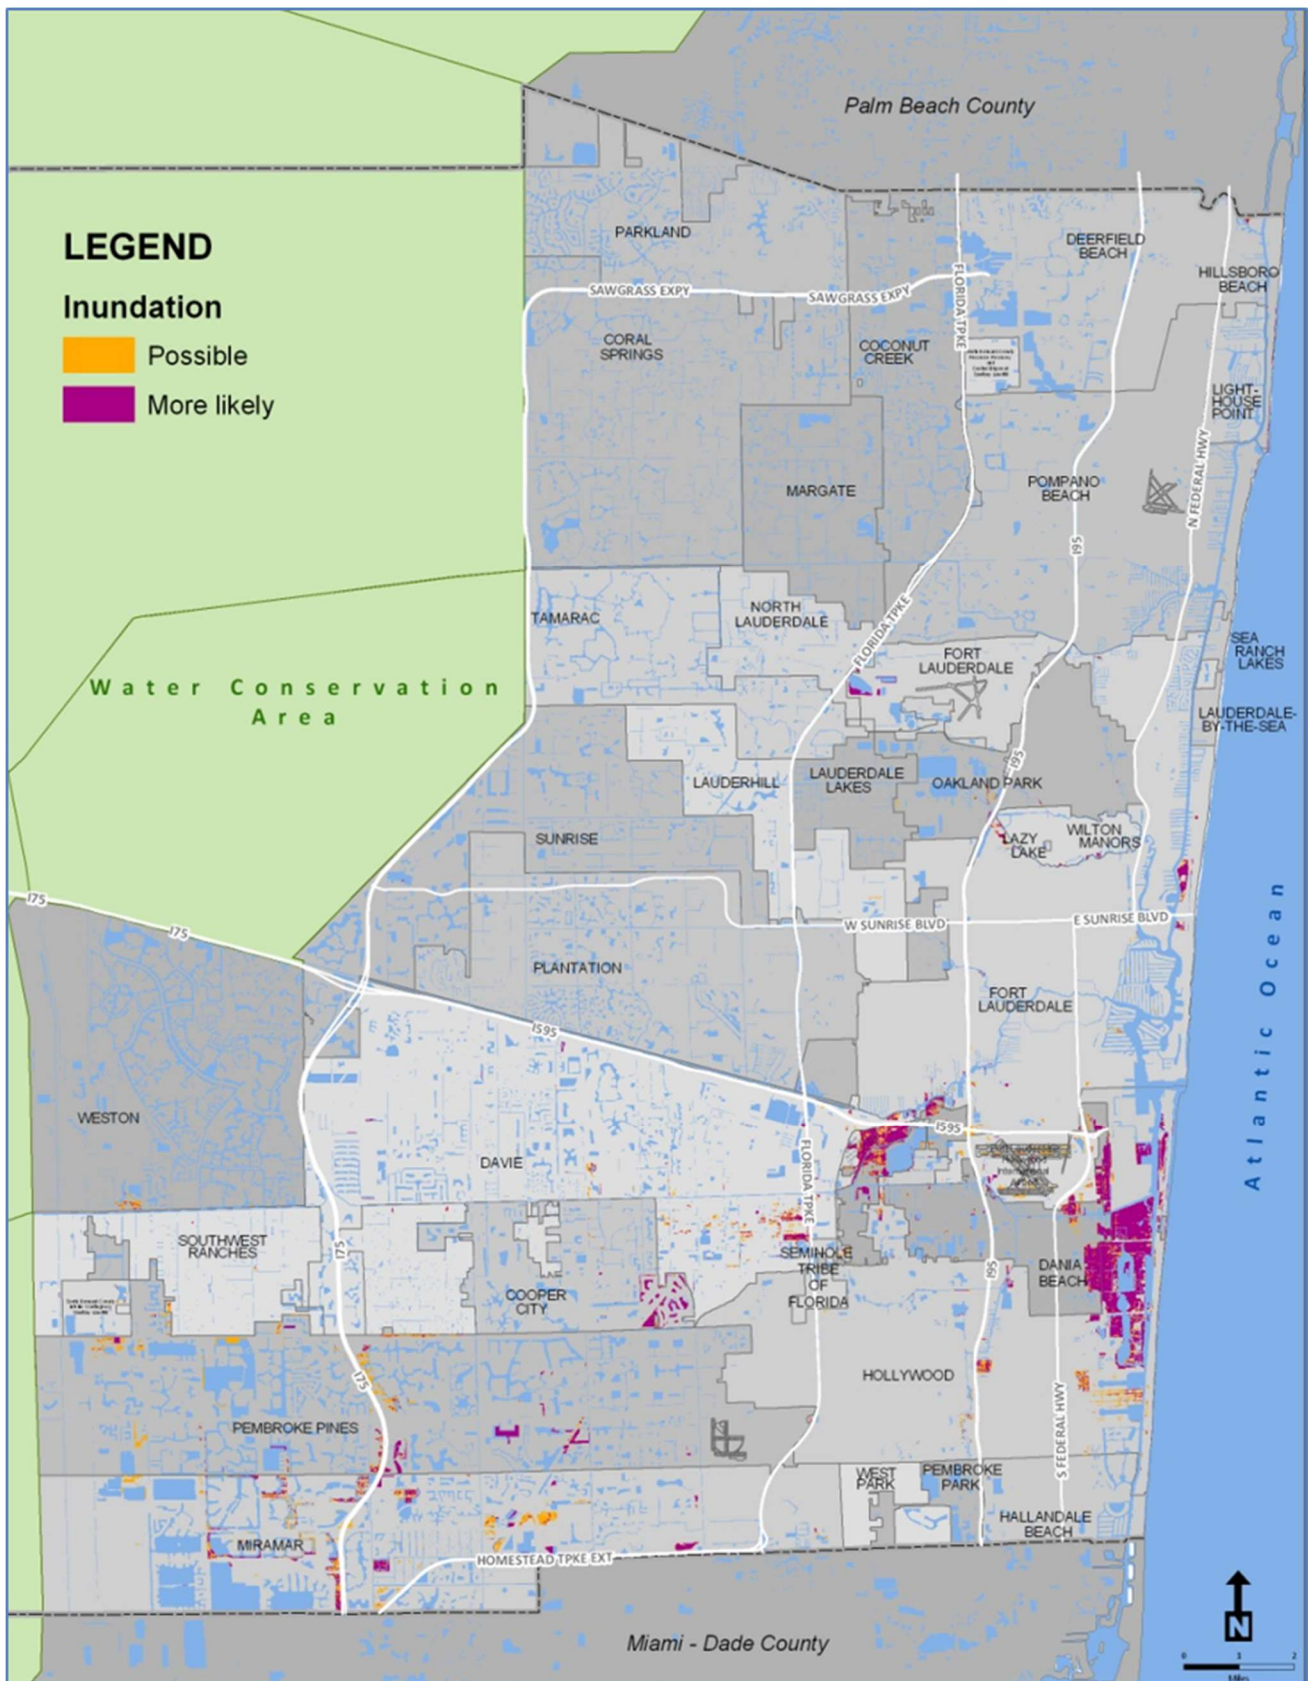 Palm Beach County
PARKLAND
DEERFIELD
BEACH
HILLSBORO
BEACH
LEGEND
Inundation
Possible
More likely
SAWGRASS EXPY
SAWGRASS EXPY
FLORIDA TPKE
CORAL
SPRINGS
COCONUT
CREEK
LIGHT-
HOUSE
POINT
MARGATE
POMPANO
BEACH
N FEDERAL HWY
I95
TAMARAC
NORTH
LAUDERDALE
FLORIDA TPKE
FORT
LAUDERDALE
SEA
RANCH
LAKES
Water Conservation
Area
LAUDERDALE-
BY-THE-SEA
I95
LAUDERHILL
LAUDERDALE
LAKES
OAKLAND PARK
SUNRISE
LAZY
LAKE
WILTON
MANORS
I75
I75
W SUNRISE BLVD
E SUNRISE BLVD
PLANTATION
FORT
LAUDERDALE
Atlantic Ocean
I595
WESTON
I595
DAVIE
FLORIDA TPKE
International
SOUTHWEST
RANCHES
I75
SEMINOLE
TRIBE
OF
FLORIDA
I95
DANIA
BEACH
COOPER
CITY
I75
HOLLYWOOD
PEMBROKE PINES
S FEDERAL HWY
WEST
PARK
PEMBROKE
PARK
HALLANDALE
BEACH
MIRAMAR
HOMESTEAD TPKE EXT
N
Miami - Dade County
0 1 2
Miles